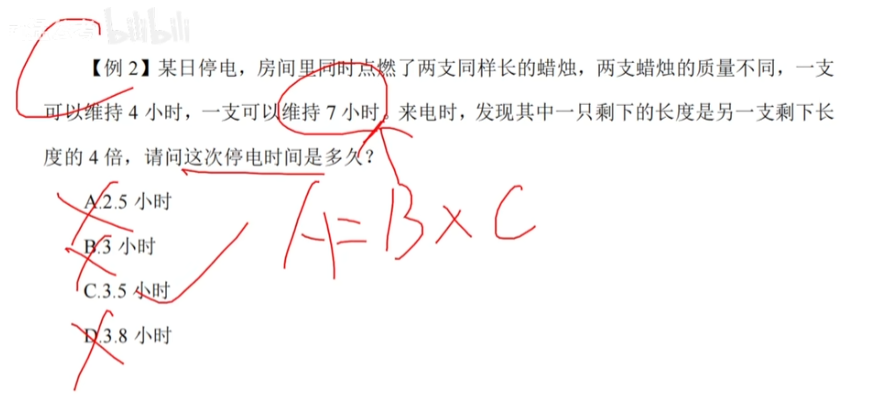 bilibili
【例 2】某日停电，房间里同时点燃了两支同样长的蜡烛，两支蜡烛的质量不同，一支
可以维持 4 小时，一支可以维持 7 小时，来电时，发现其中一只剩下的长度是另一支剩下长
度的 4 倍，请问这次停电时间是多久？
A.2.5 小时
B.3 小时
A=B×C
C.3.5 小时
D.3.8 小时